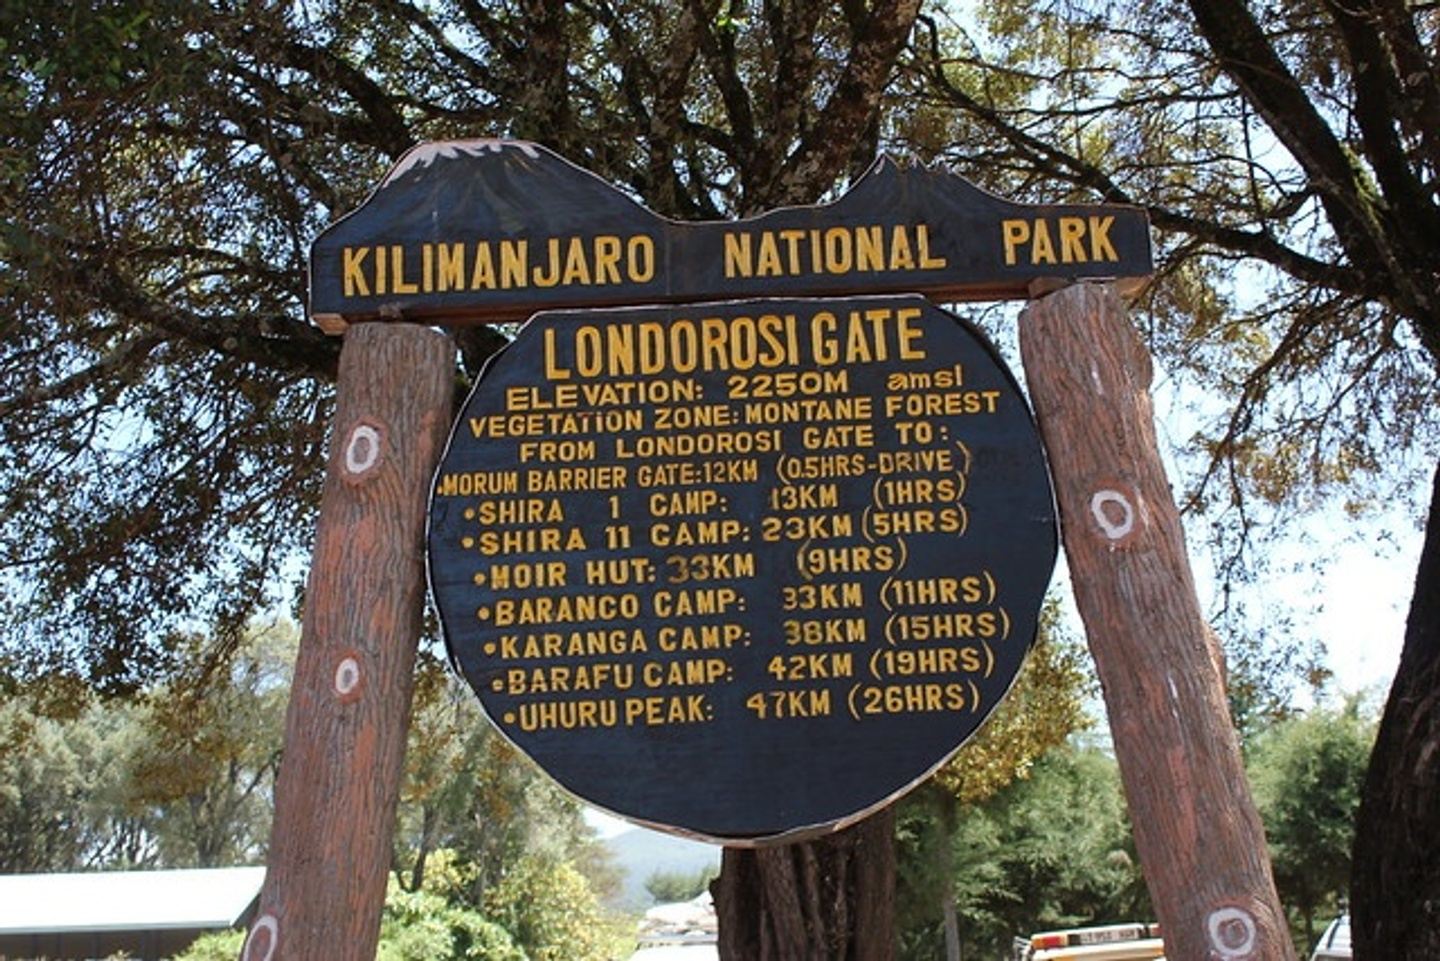 KILIMANJARO NATIONAL PARK
LONDOROSI GATE
ELEVATION: 2250M amsl
VEGETATION ZONE: MONTANE FOREST
FROM LONDOROSI GATE TO:
•MORUM BARRIER GATE:12KM (0.5HRS-DRIVE)
•SHIRA 1 CAMP: 13KM (1HRS)
•SHIRA 11 CAMP: 23KM (5HRS)
•MOIR HUT: 33KM (9HRS)
•BARANCO CAMP: 33KM (11HRS)
•KARANGA CAMP: 38KM (15HRS)
•BARAFU CAMP: 42KM (19HRS)
•UHURU PEAK: 47KM (26HRS)